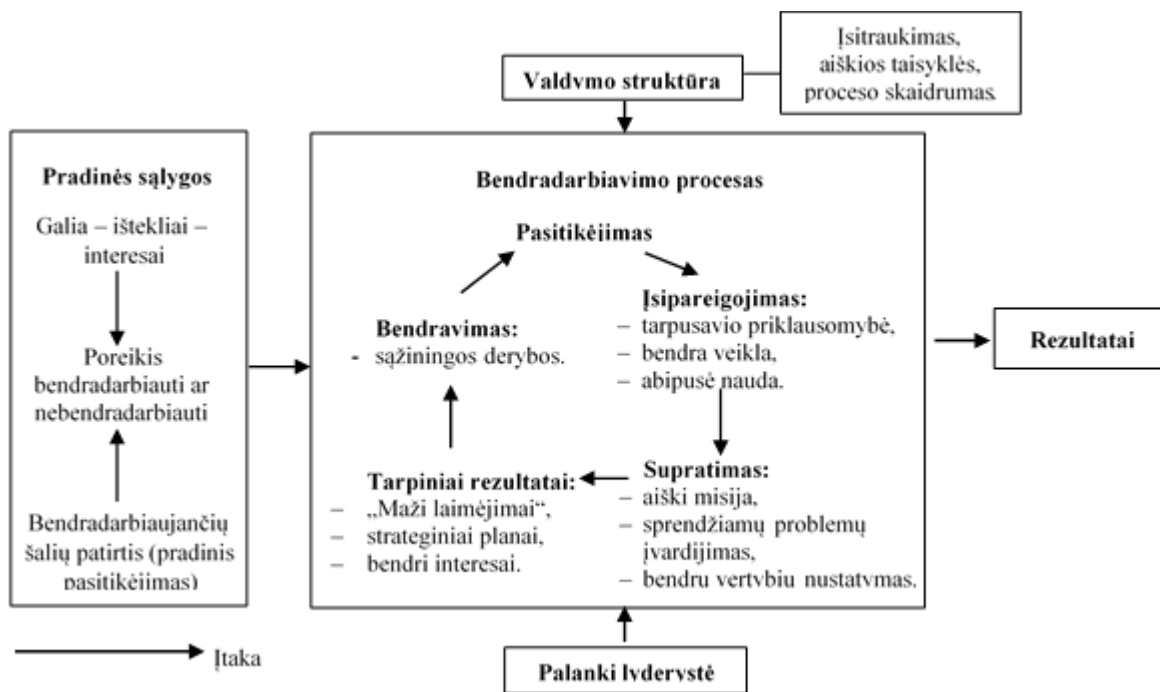 Įsitraukimas,
aiškios taisyklės,
proceso skaidrumas.
Valdymo struktūra
Pradinės sąlygos
Galia – ištekliai –
interesai
Poreikis
bendradarbiauti ar
nebendradarbiauti
Bendradarbiaujančių
šalių patirtis (pradinis
pasitikėjimas)
Bendradarbiavimo procesas
Pasitikėjimas
Įsipareigojimas:
– tarpusavio priklausomybė,
– bendra veikla,
– abipusė nauda.
Bendravimas:
- sąžiningos derybos.
Supratimas:
– aiški misija,
– sprendžiamų problemų
įvardijimas,
– bendrų vertybių nustatymas.
Tarpiniai rezultatai:
– „Maži laimėjimai“,
– strateginiai planai,
– bendri interesai.
Rezultatai
Palanki lyderystė
Įtaka